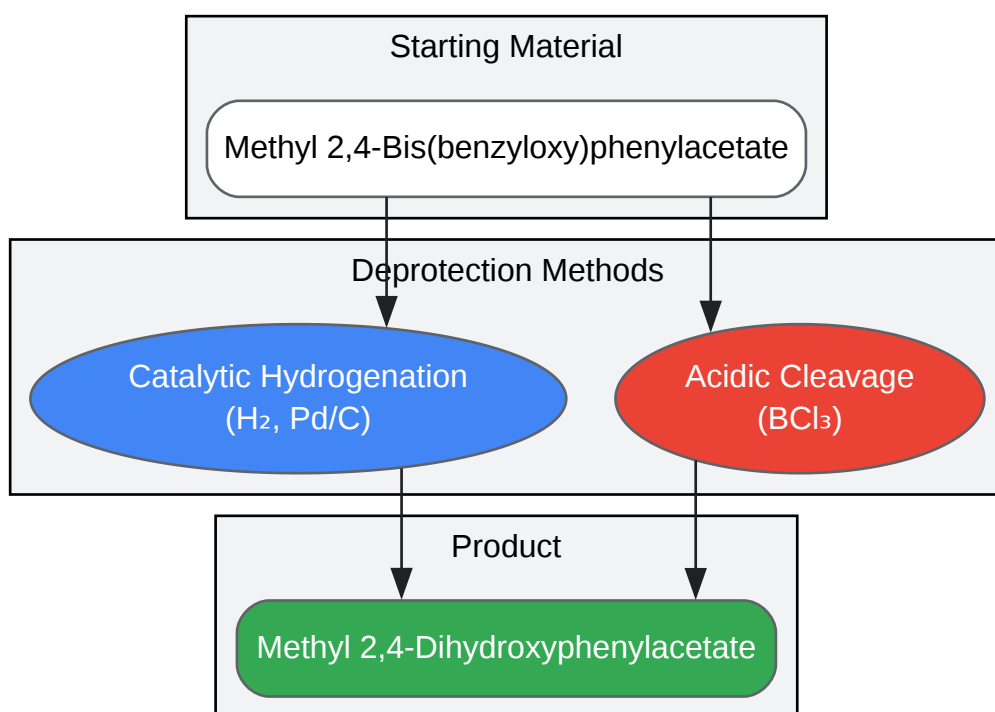 Starting Material
Methyl 2,4-Bis(benzyloxy)phenylacetate
Deprotection Methods
Catalytic Hydrogenation
(H₂, Pd/C)
Acidic Cleavage
(BCl₃)
Product
Methyl 2,4-Dihydroxyphenylacetate